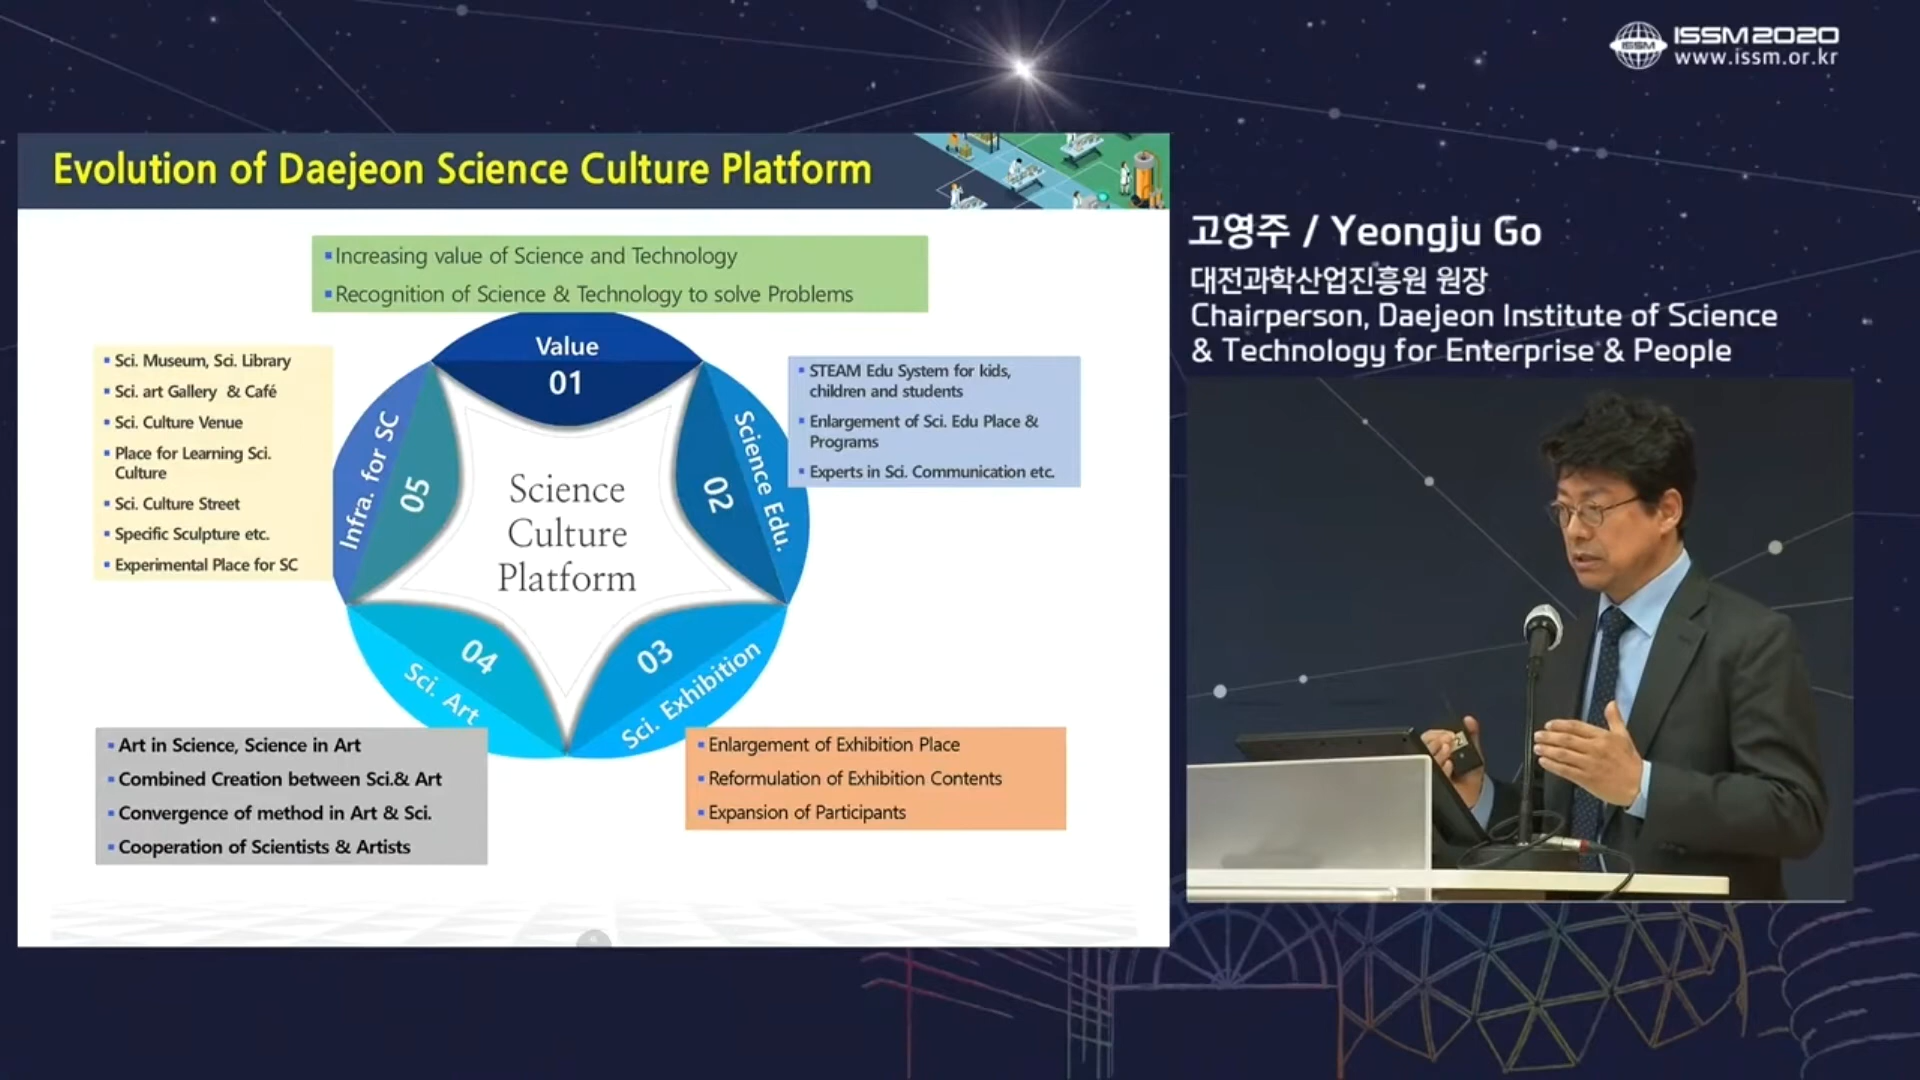 ISSM
ISSM2020
www.issm.or.kr
Evolution of Daejeon Science Culture Platform
▪Increasing value of Science and Technology
▪Recognition of Science & Technology to solve Problems
Value
01
▪ Sci. Museum, Sci. Library
▪ Sci. art Gallery & Café
▪ Sci. Culture Venue
▪ Place for Learning Sci.
Culture
▪ Sci. Culture Street
▪ Specific Sculpture etc.
▪ Experimental Place for SC
Infra. for SC
05
Science
Culture
Platform
02
Science Edu.
▪ STEAM Edu System for kids,
children and students
▪ Enlargement of Sci. Edu Place &
Programs
▪ Experts in Sci. Communication etc.
04
Sci. Art
03
Sci. Exhibition
▪ Art in Science, Science in Art
▪ Combined Creation between Sci.& Art
▪ Convergence of method in Art & Sci.
▪ Cooperation of Scientists & Artists
▪ Enlargement of Exhibition Place
▪ Reformulation of Exhibition Contents
▪ Expansion of Participants
고영주 / Yeongju Go
대전과학산업진흥원 원장
Chairperson, Daejeon Institute of Science
& Technology for Enterprise & People